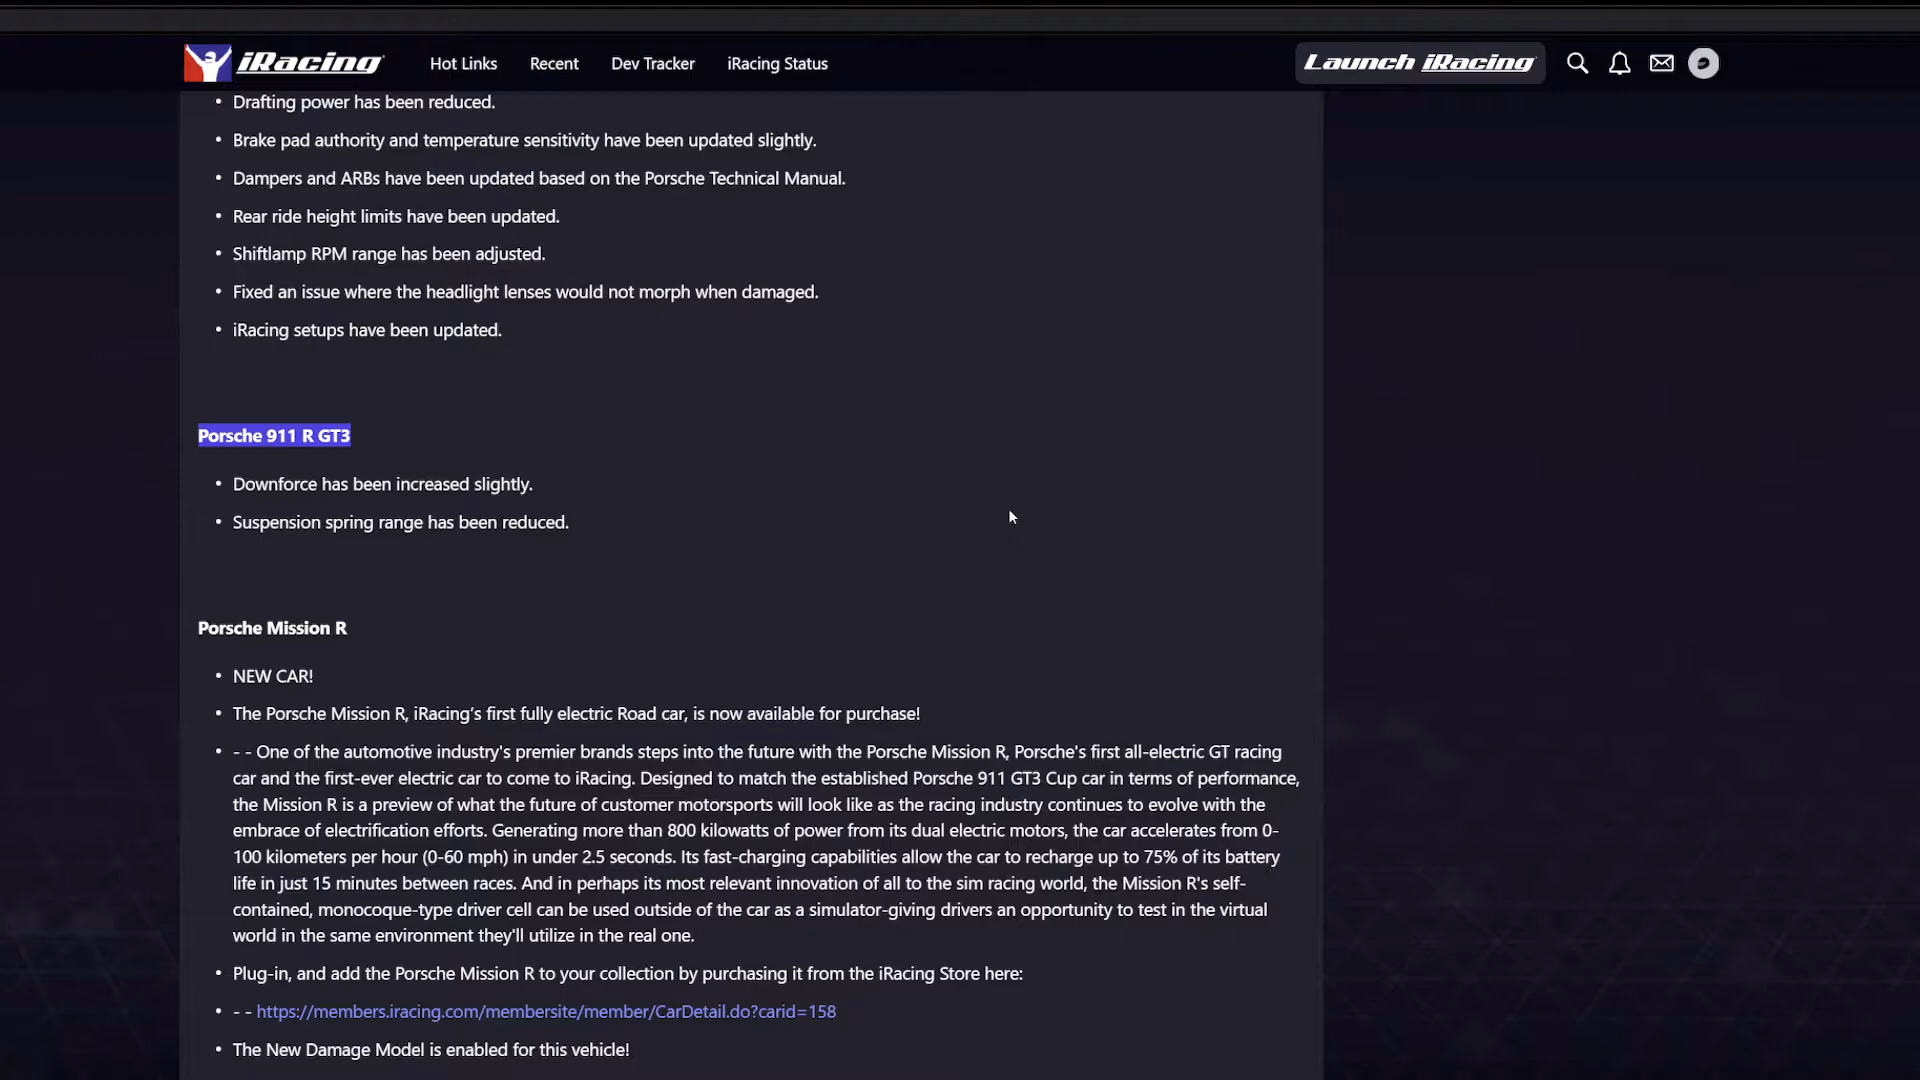 iRacing Hot Links Recent Dev Tracker iRacing Status Launch iRacing
• Drafting power has been reduced.
• Brake pad authority and temperature sensitivity have been updated slightly.
• Dampers and ARBs have been updated based on the Porsche Technical Manual.
• Rear ride height limits have been updated.
• Shiftlamp RPM range has been adjusted.
• Fixed an issue where the headlight lenses would not morph when damaged.
• iRacing setups have been updated.
Porsche 911 R GT3
• Downforce has been increased slightly.
• Suspension spring range has been reduced.
Porsche Mission R
• NEW CAR!
• The Porsche Mission R, iRacing's first fully electric Road car, is now available for purchase!
• - - One of the automotive industry's premier brands steps into the future with the Porsche Mission R, Porsche's first all-electric GT racing
car and the first-ever electric car to come to iRacing. Designed to match the established Porsche 911 GT3 Cup car in terms of performance,
the Mission R is a preview of what the future of customer motorsports will look like as the racing industry continues to evolve with the
embrace of electrification efforts. Generating more than 800 kilowatts of power from its dual electric motors, the car accelerates from 0-
100 kilometers per hour (0-60 mph) in under 2.5 seconds. Its fast-charging capabilities allow the car to recharge up to 75% of its battery
life in just 15 minutes between races. And in perhaps its most relevant innovation of all to the sim racing world, the Mission R's self-
contained, monocoque-type driver cell can be used outside of the car as a simulator-giving drivers an opportunity to test in the virtual
world in the same environment they'll utilize in the real one.
• Plug-in, and add the Porsche Mission R to your collection by purchasing it from the iRacing Store here:
• - - https://members.iracing.com/membersite/member/CarDetail.do?carid=158
• The New Damage Model is enabled for this vehicle!